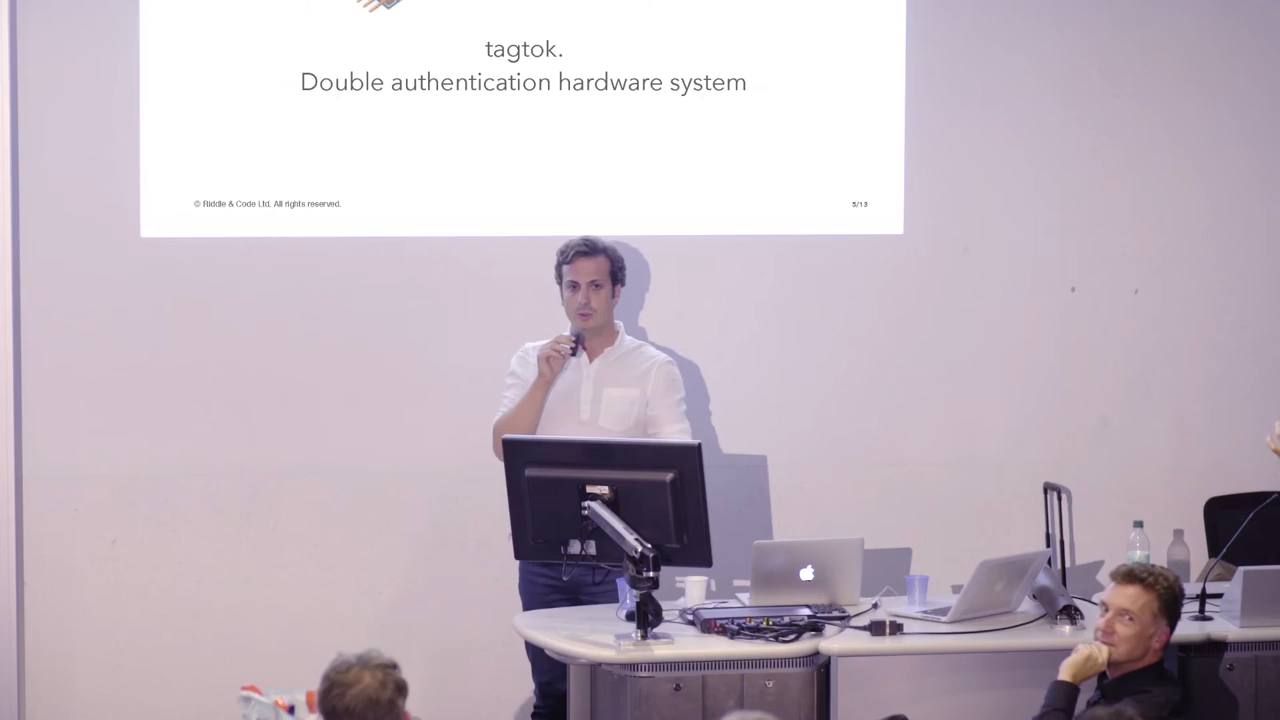 tagtok.
Double authentication hardware system
© Riddle & Code Ltd. All rights reserved.
5/13